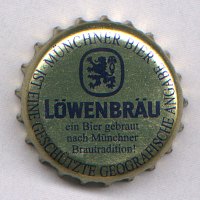 MÜNCHNER BIER
IST EINE GESCHÜTZTE GEOGRAFISCHE ANGABE
LÖWENBRÄU
ein Bier gebraut
nach Münchner
Brautradition!